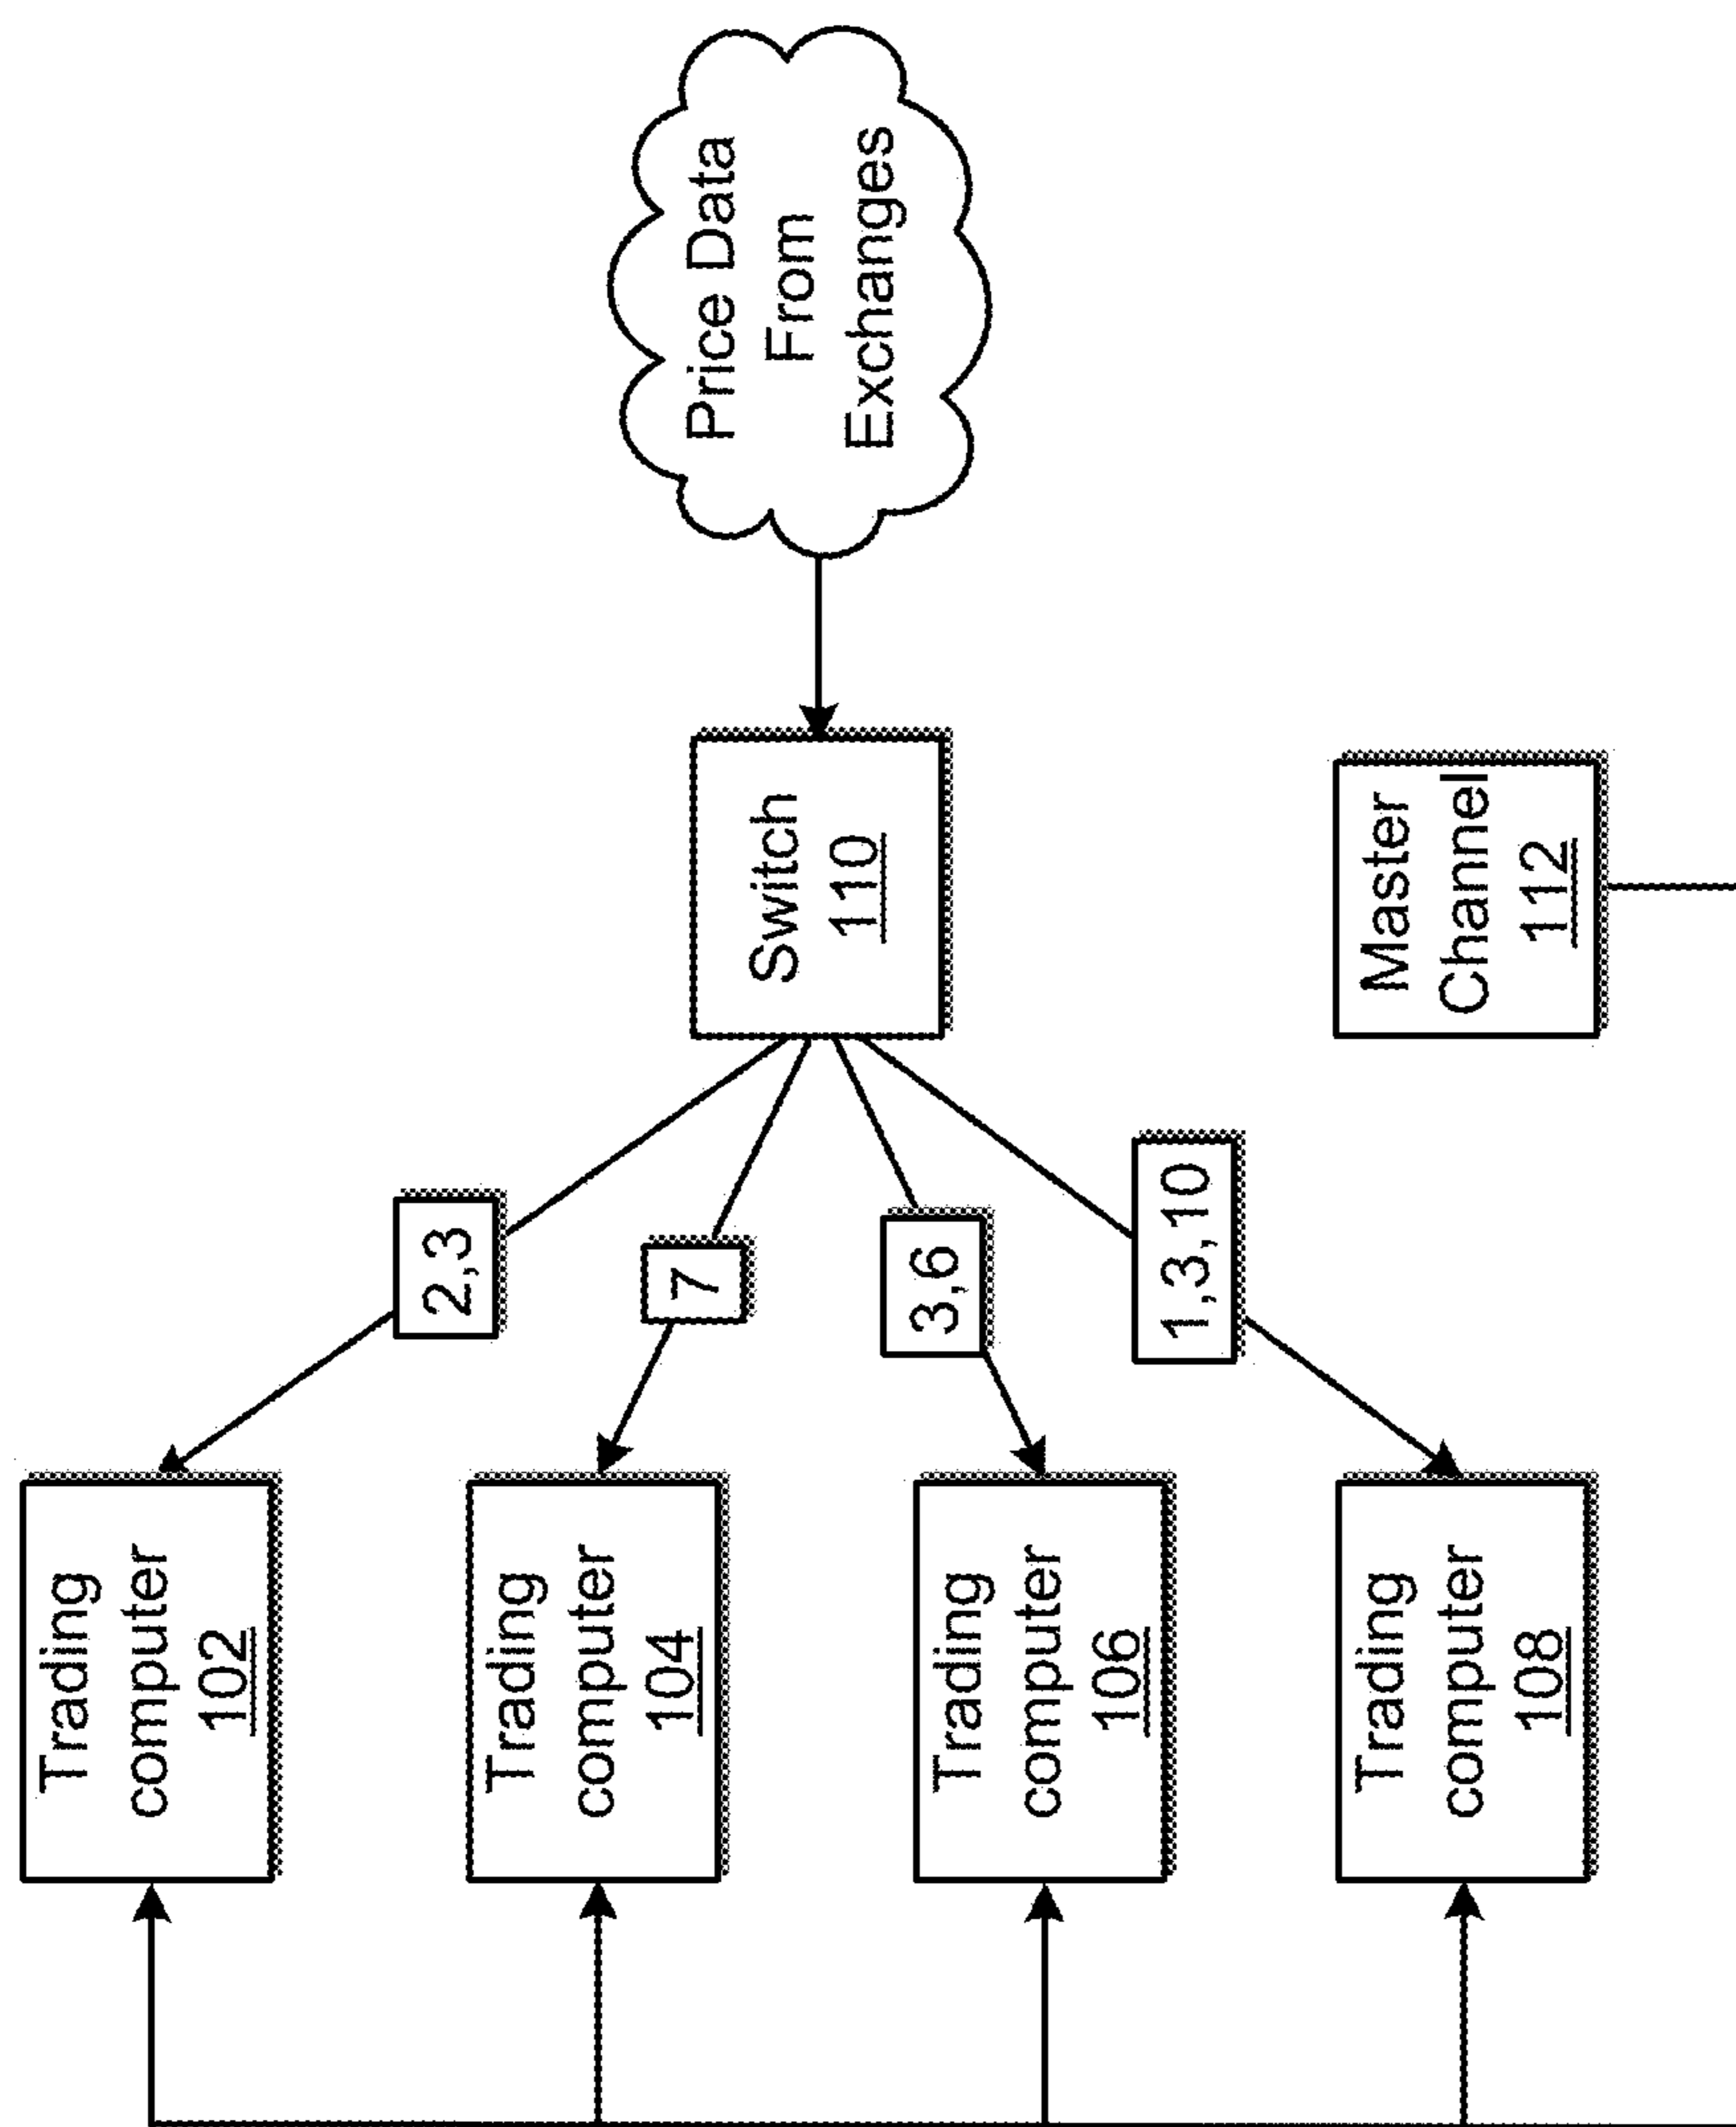 Price Data
From
Exchanges
Switch
110
Master
Channel
112
2,3
7
3,6
1,3,10
Trading
computer
102
Trading
computer
104
Trading
computer
106
Trading
computer
108